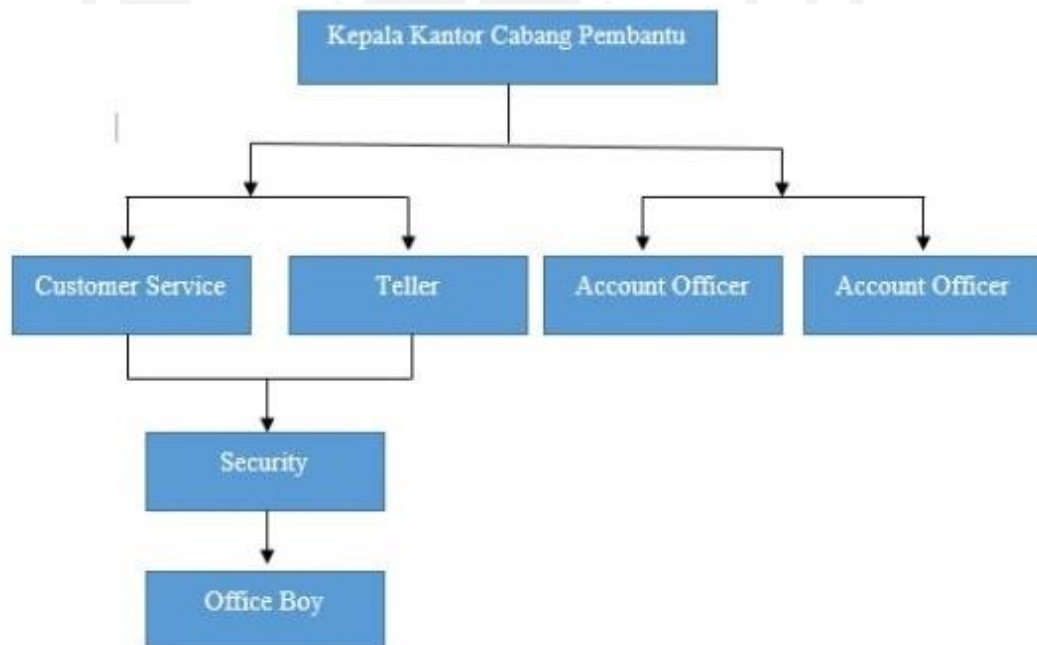 Kepala Kantor Cabang Pembantu
Customer Service
Teller
Account Officer
Account Officer
Security
Office Boy